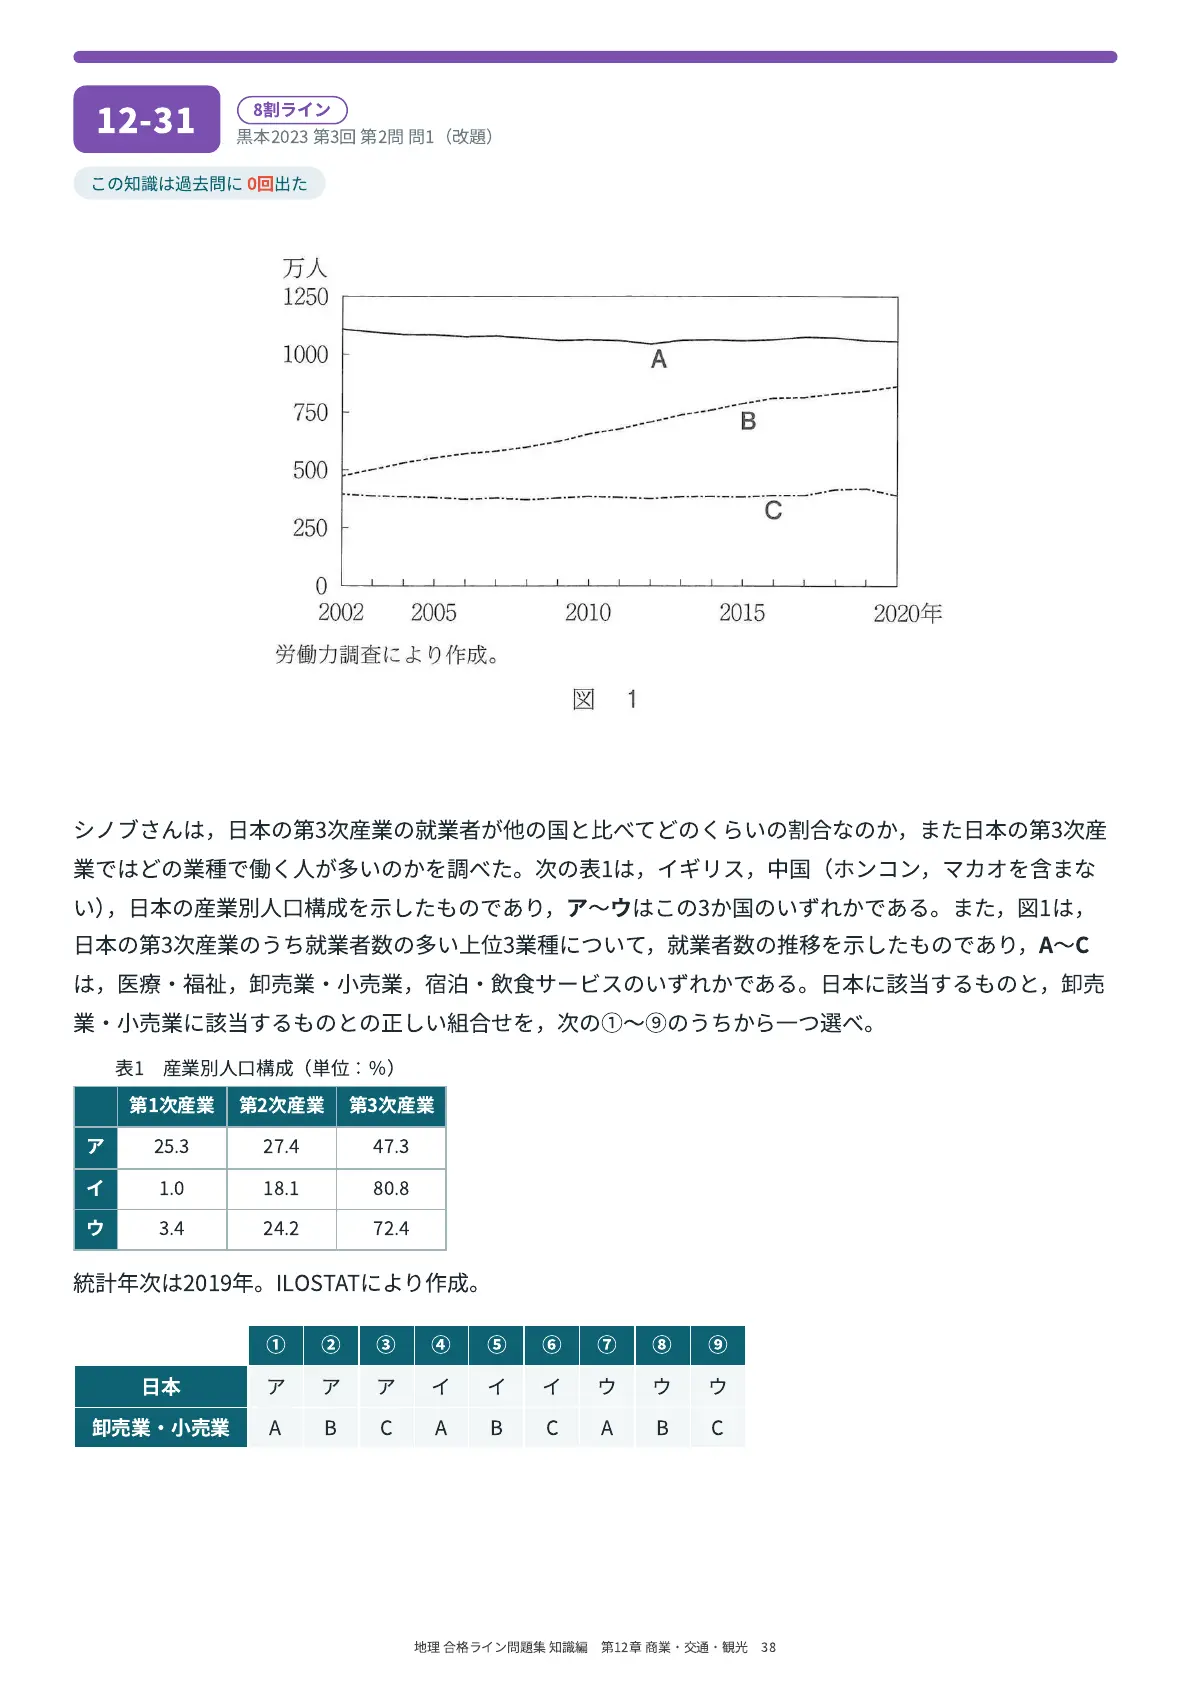 12-31
8割ライン
黒本2023 第3回 第2問 問1（改題）
この知識は過去問に 0回出た
万人
1250
1000
750
500
250
0
A
B
C
2002 2005 2010 2015 2020年
労働力調査により作成。
図 1
シノブさんは，日本の第3次産業の就業者が他の国と比べてどのくらいの割合なのか，また日本の第3次産
業ではどの業種で働く人が多いのかを調べた。次の表1は，イギリス，中国（ホンコン，マカオを含まな
い），日本の産業別人口構成を示したものであり，ア～ウはこの3か国のいずれかである。また，図1は，
日本の第3次産業のうち就業者数の多い上位3業種について，就業者数の推移を示したものであり，A～C
は，医療・福祉，卸売業・小売業，宿泊・飲食サービスのいずれかである。日本に該当するものと，卸売
業・小売業に該当するものとの正しい組合せを，次の①～⑨のうちから一つ選べ。
表1 産業別人口構成（単位：％）
第1次産業 第2次産業 第3次産業
ア 25.3 27.4 47.3
イ 1.0 18.1 80.8
ウ 3.4 24.2 72.4
統計年次は2019年。ILOSTATにより作成。
① ② ③ ④ ⑤ ⑥ ⑦ ⑧ ⑨
日本 ア ア ア イ イ イ ウ ウ ウ
卸売業・小売業 A B C A B C A B C
地理 合格ライン問題集 知識編 第12章 商業・交通・観光 38